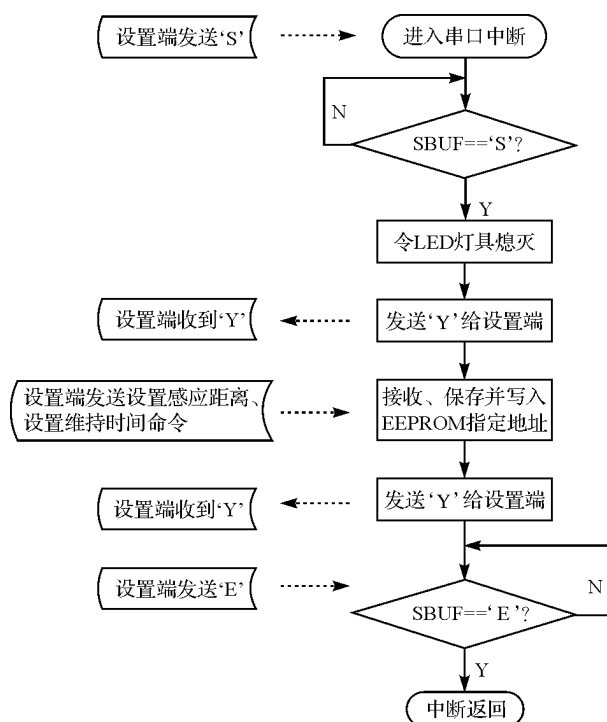 设置端发送‘S’
进入串口中断
N
SBUF==‘S’?
Y
令LED灯具熄灭
设置端收到‘Y’
发送‘Y’给设置端
设置端发送设置感应距离、
设置维持时间命令
接收、保存并写入
EEPROM指定地址
设置端收到‘Y’
发送‘Y’给设置端
设置端发送‘E’
N
SBUF==‘E’?
Y
中断返回